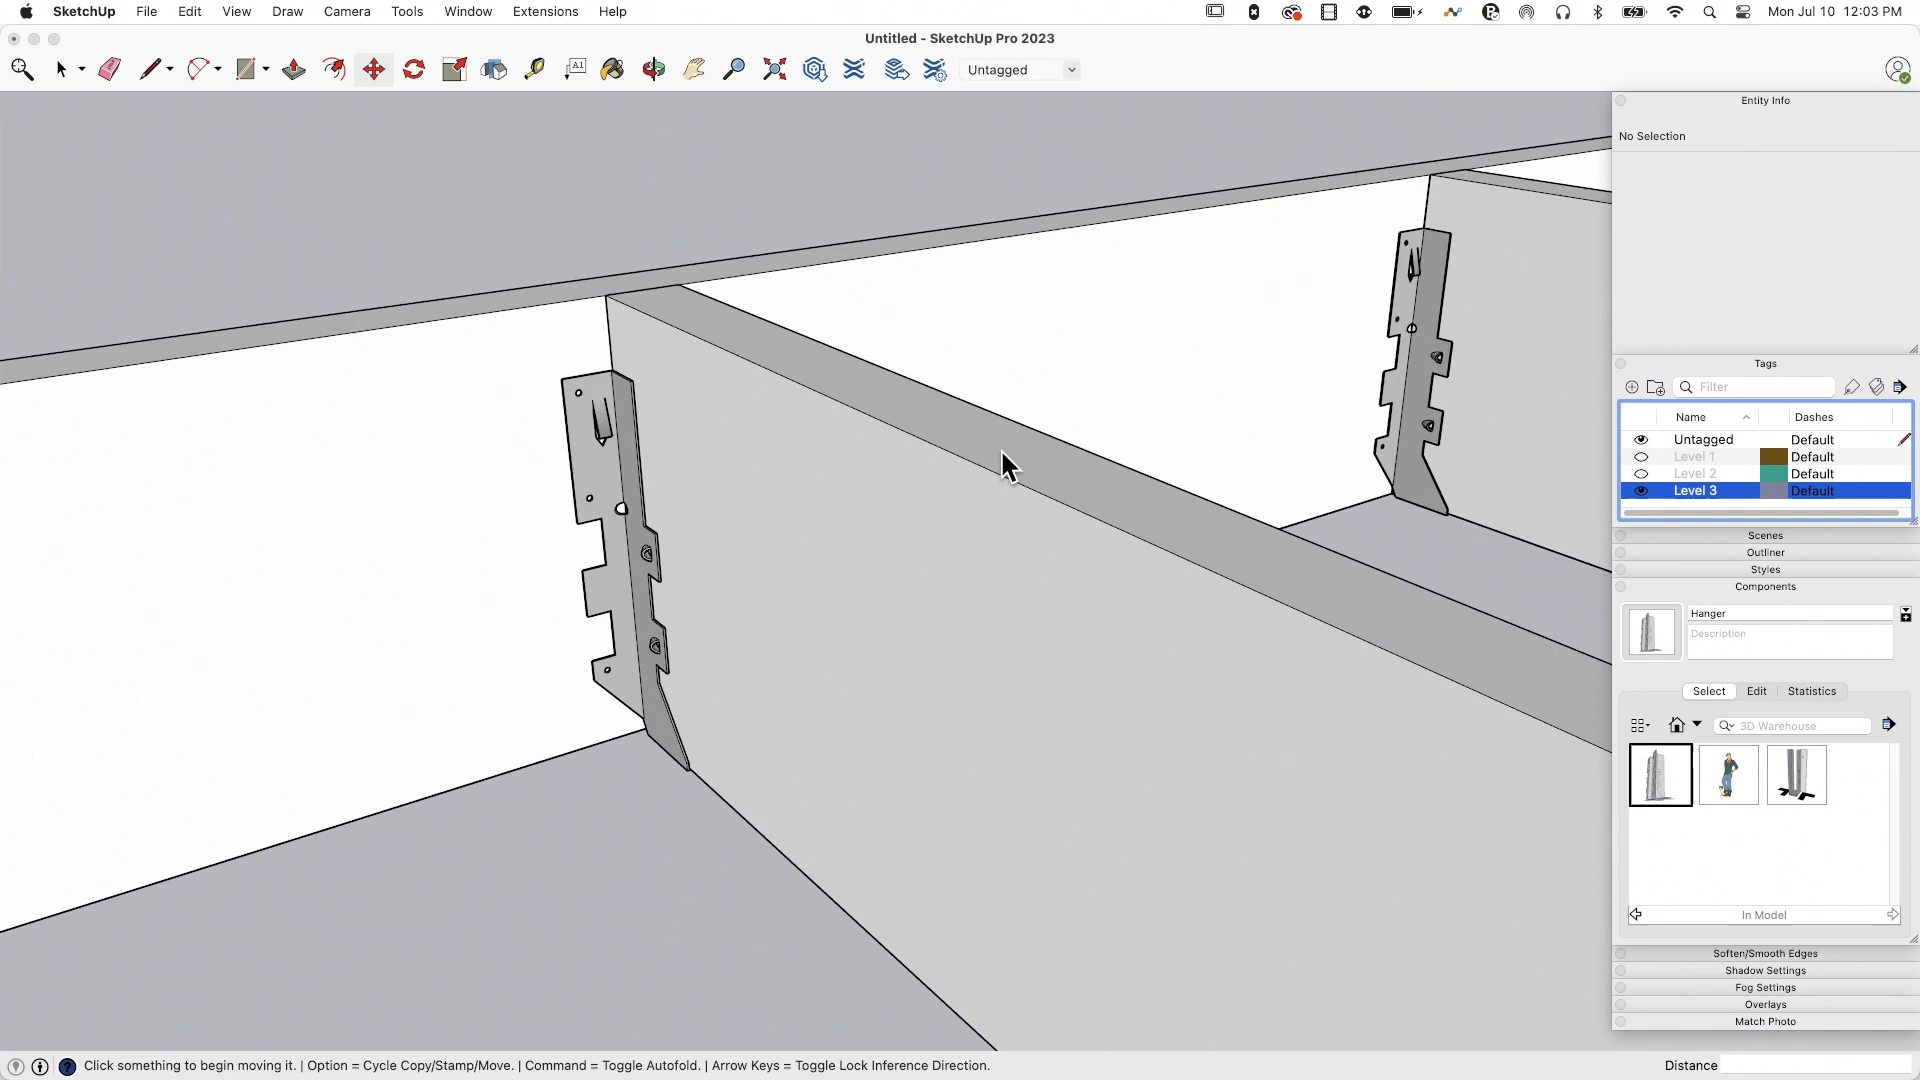 SketchUp File Edit View Draw Camera Tools Window Extensions Help Mon Jul 10 12:03 PM
Untitled - SketchUp Pro 2023
A1 Untagged
Entity Info
No Selection
Tags
Filter
Name Dashes
Untagged Default
Level 1 Default
Level 2 Default
Level 3 Default
Scenes
Outliner
Styles
Components
Hanger
Description
Select Edit Statistics
3D Warehouse
In Model
Soften/Smooth Edges
Shadow Settings
Fog Settings
Overlays
Match Photo
Click something to begin moving it. | Option = Cycle Copy/Stamp/Move. | Command = Toggle Autofold. | Arrow Keys = Toggle Lock Inference Direction. Distance